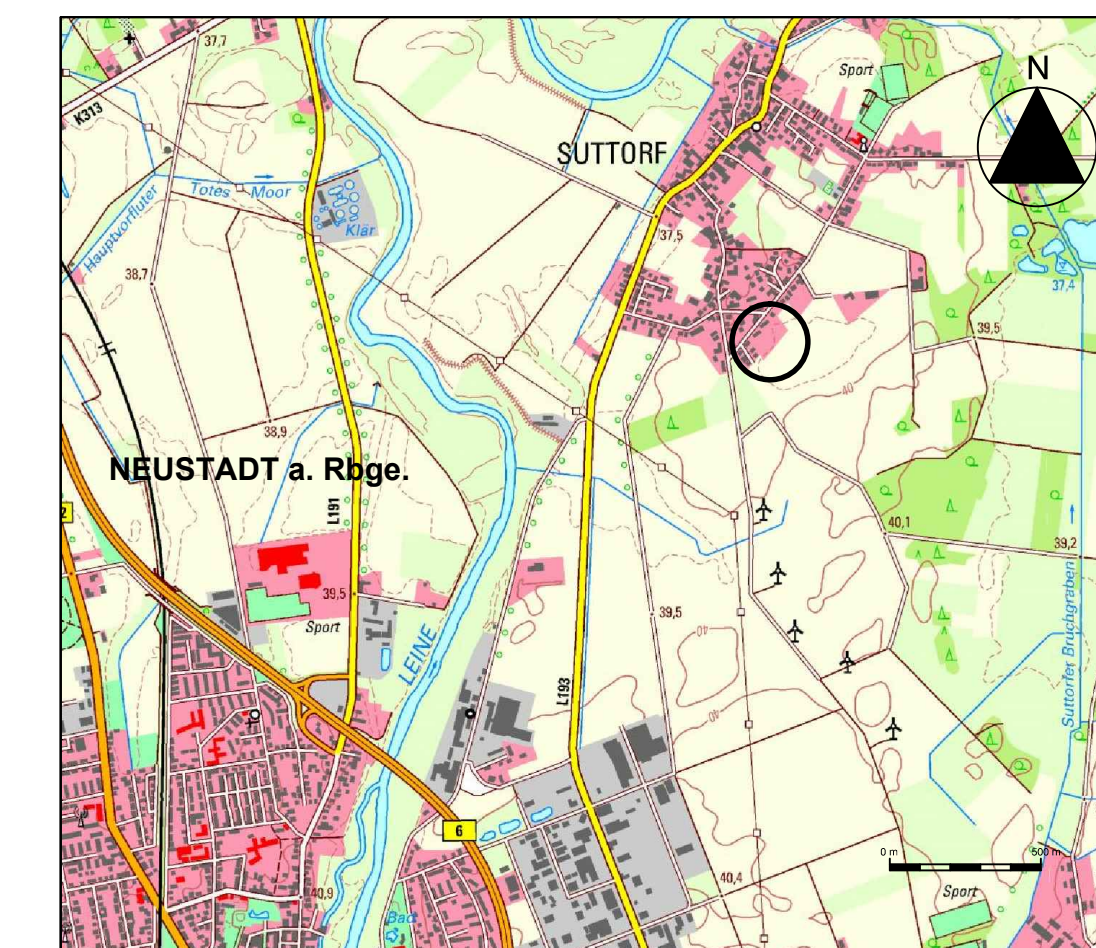 37,7
K313
Sport
N
SUTTORF
Totes Moor
Hauptvorfluter
Klär
37,5
38,7
37,4
39,5
40
38,9
NEUSTADT a. Rbge.
L191
2
40,1
39,2
39,5
Sport
39,5
40
LEINE
Suttorfer Bruchgraben
L193
40
6
0 m
500 m
40,4
Sport
40,9
Bad